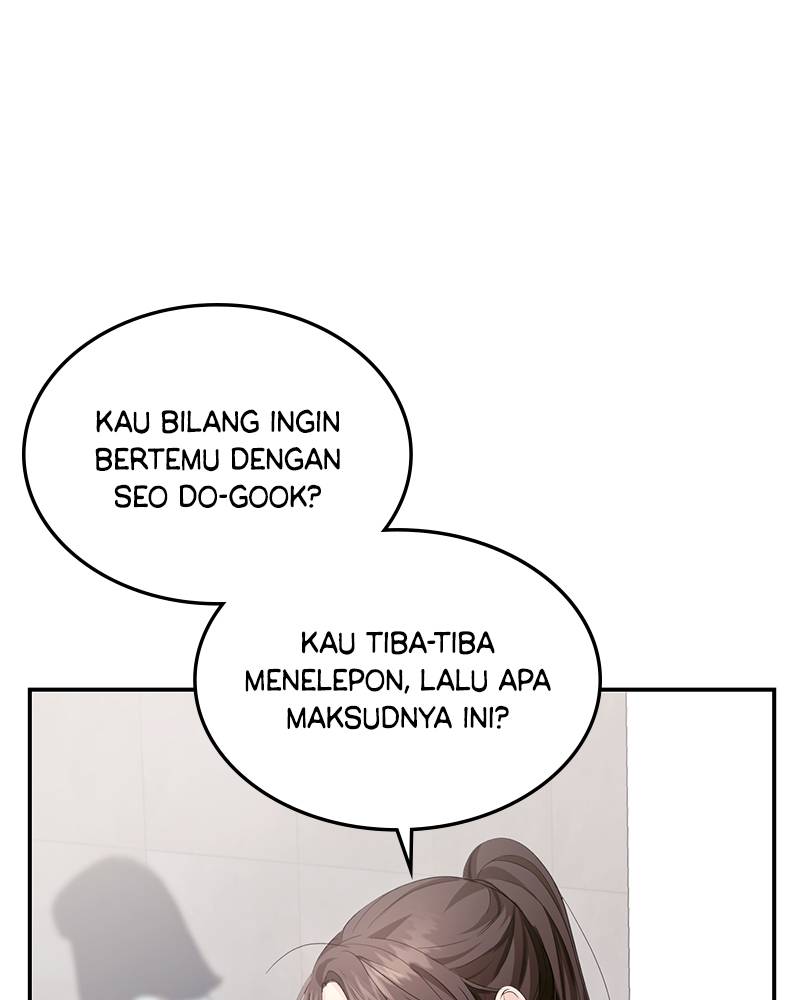 KAU BILANG INGIN
BERTEMU DENGAN
SEO DO-GOOK?
KAU TIBA-TIBA
MENELEPON, LALU APA
MAKSUDNYA INI?